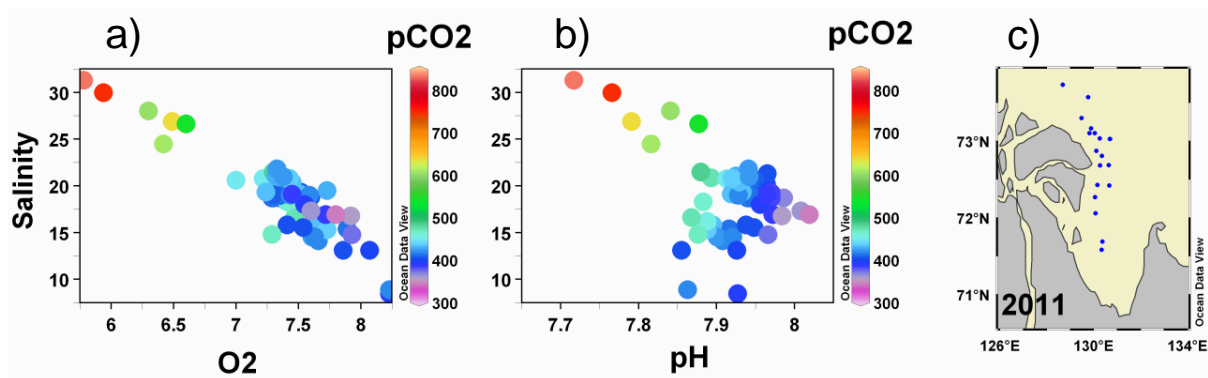 a)
pCO2
b)
pCO2
c)
Salinity
30
25
20
15
10
6
6.5
7
7.5
8
O2
800
700
600
500
400
300
Ocean Data View
30
25
20
15
10
7.7
7.8
7.9
8
pH
800
700
600
500
400
300
Ocean Data View
73°N
72°N
71°N
2011
126°E
130°E
134°E
Ocean Data View